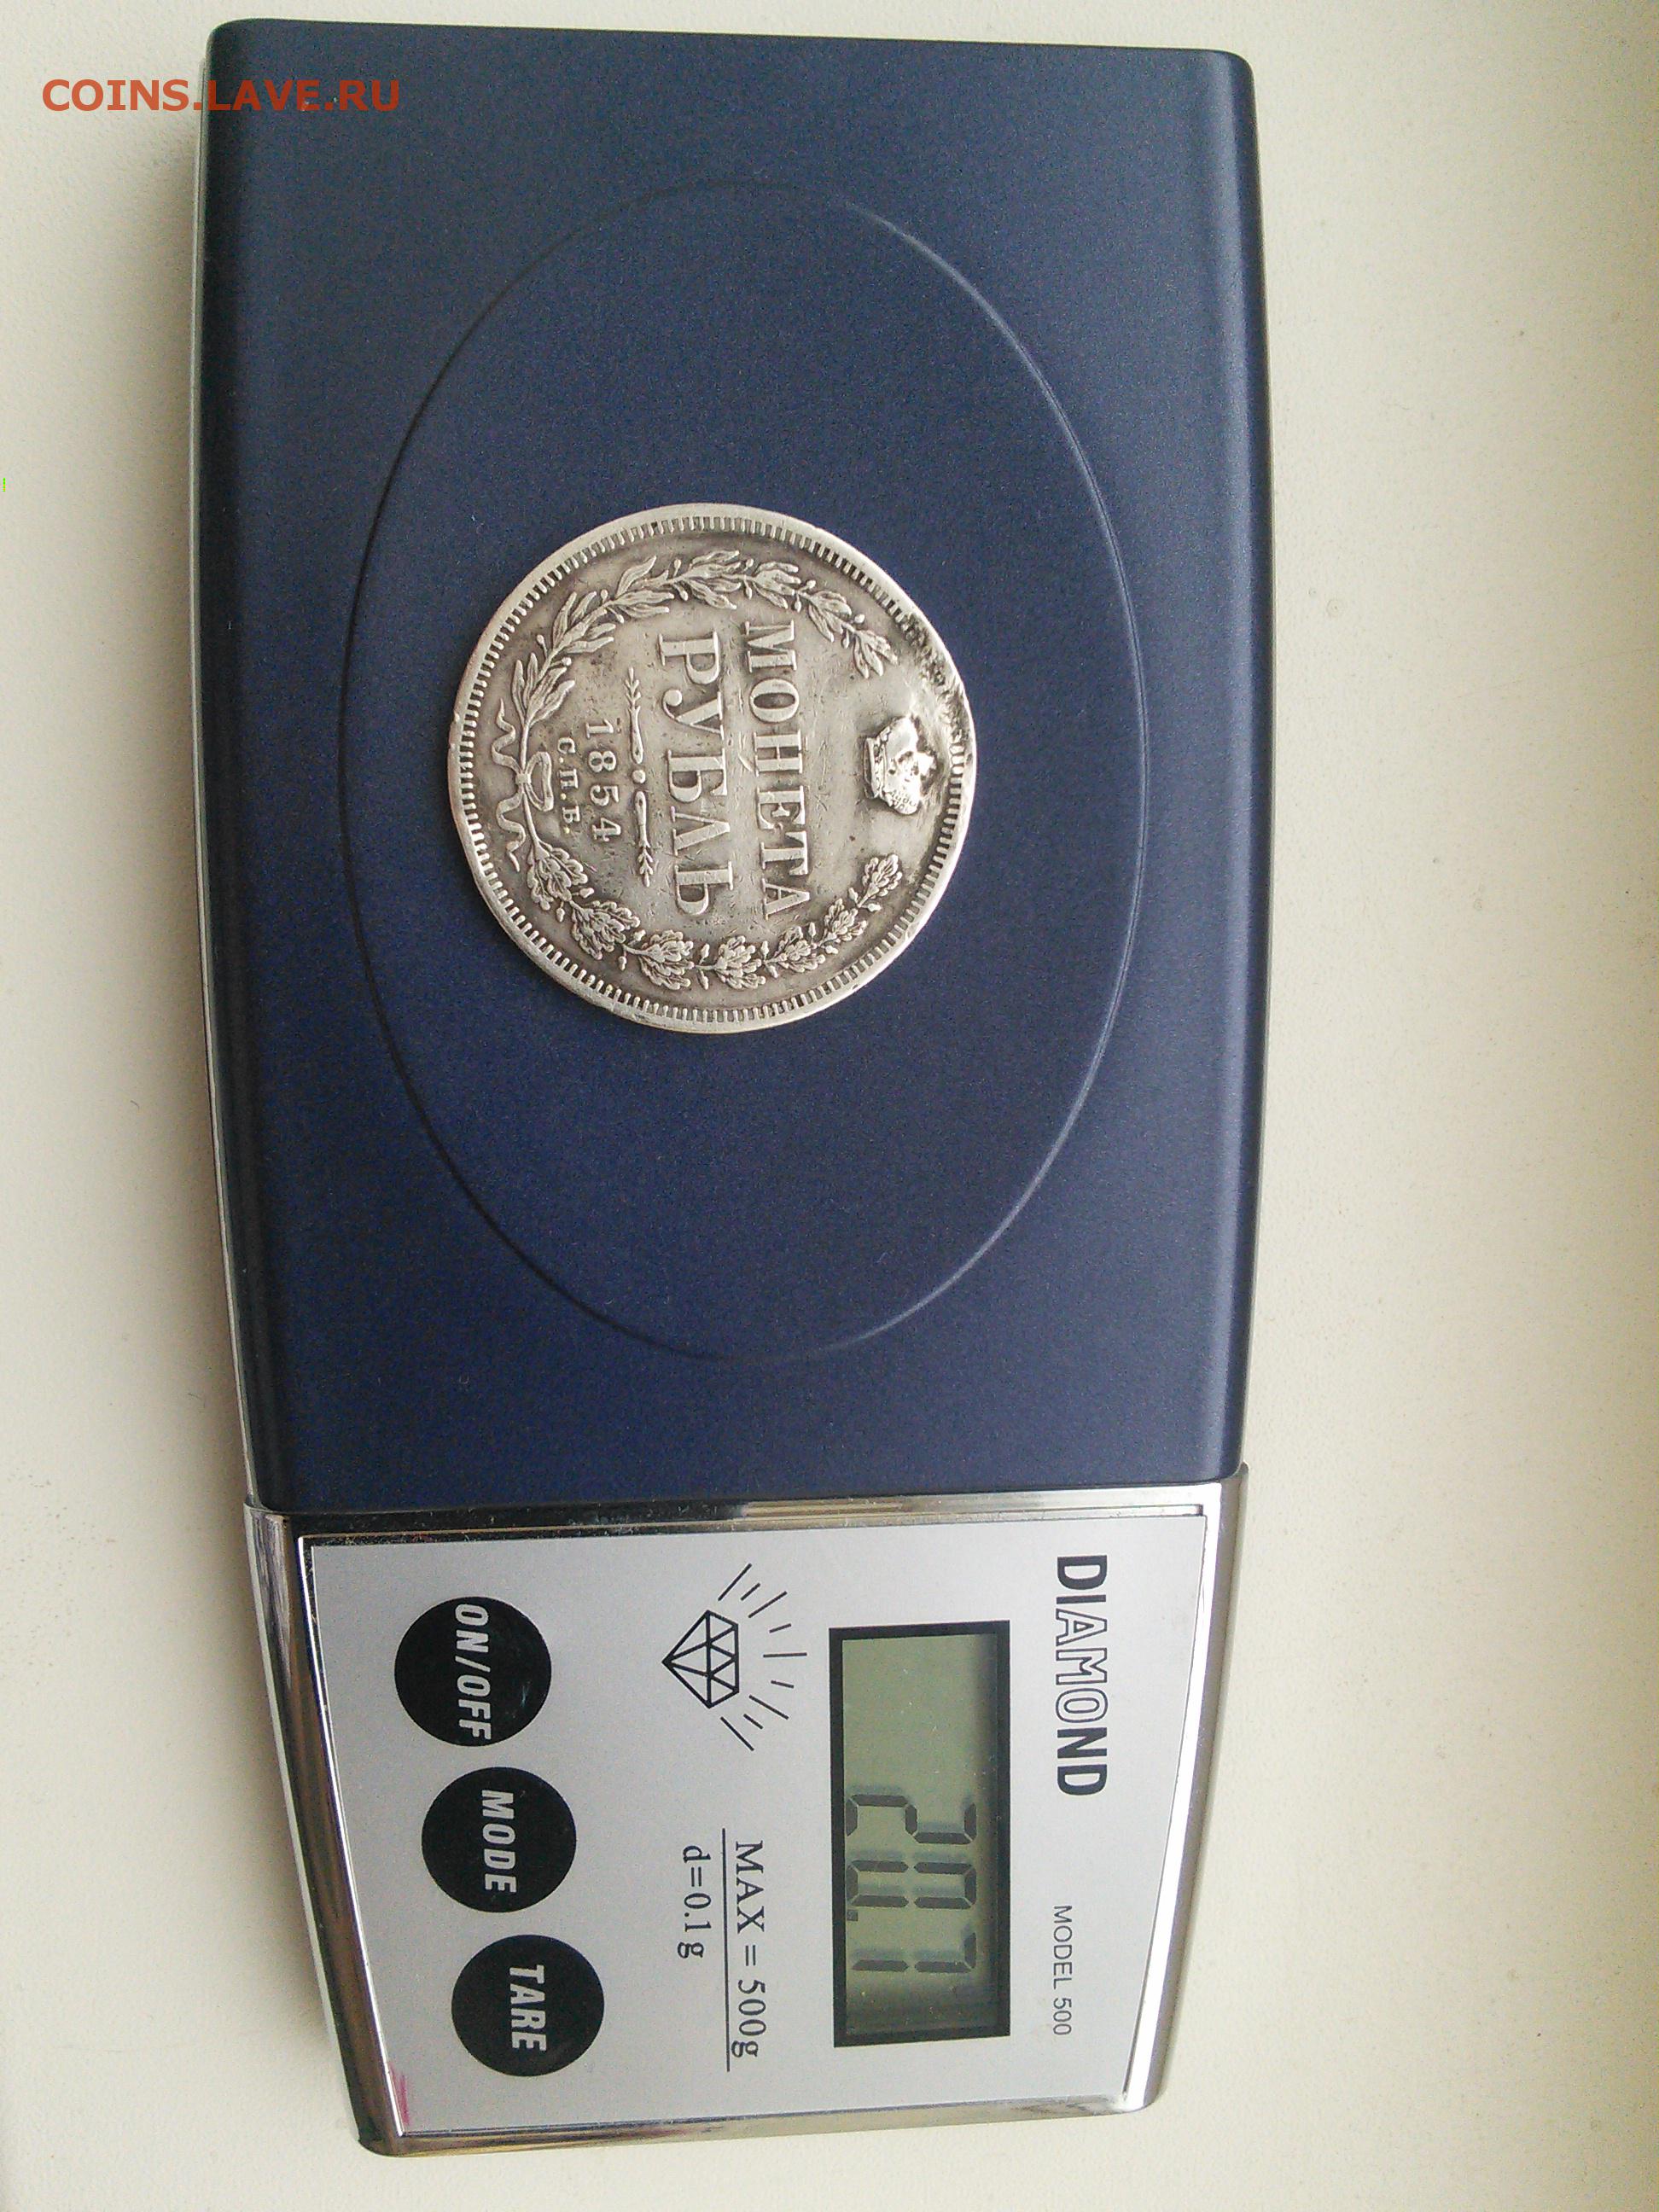 COINS.LAVE.RU
МОНЕТА
РУБЛЬ
1854
С.П.Б.
DIAMOND
MODEL 500
20.7
MAX = 500g
d=0.1g
ON/OFF
MODE
TARE